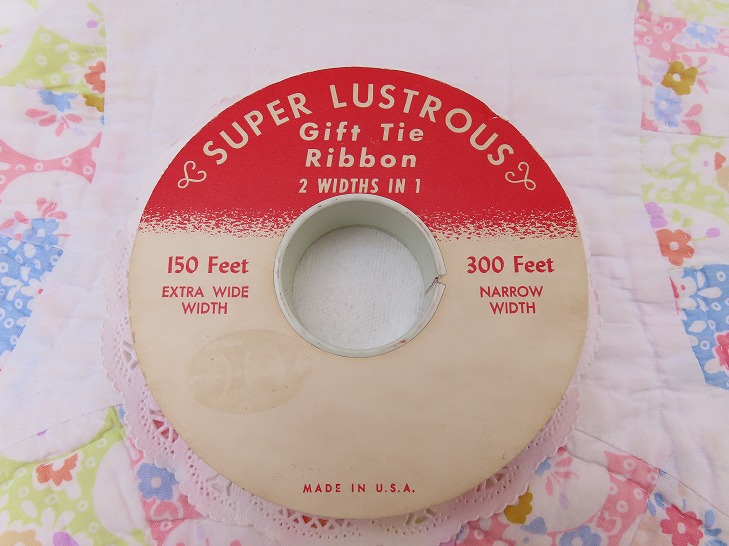 SUPER LUSTROUS
Gift Tie
Ribbon
2 WIDTHS IN 1
150 Feet
EXTRA WIDE
WIDTH
300 Feet
NARROW
WIDTH
MADE IN U.S.A.